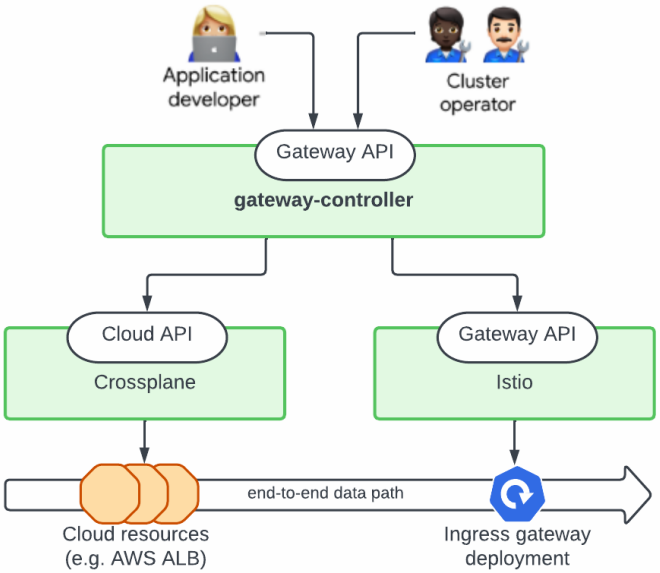 Application
developer
Cluster
operator
Gateway API
gateway-controller
Cloud API
Crossplane
Gateway API
Istio
end-to-end data path
Cloud resources
(e.g. AWS ALB)
Ingress gateway
deployment